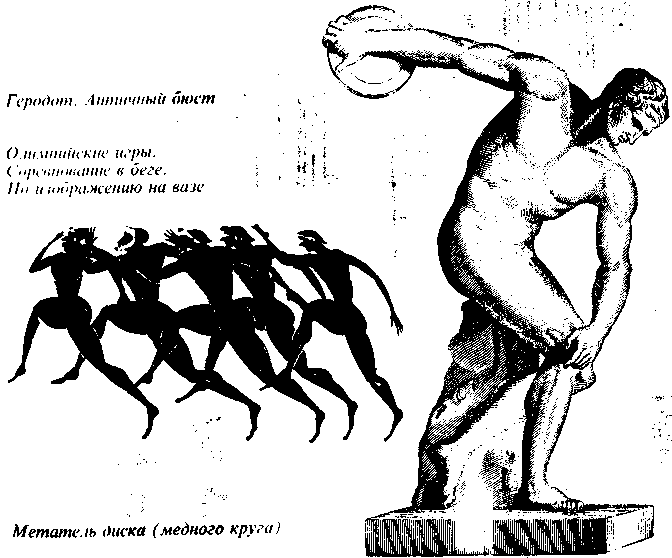 Геродот. Античный бюст
Олимпийские игры.
Соревнование в беге.
По изображению на вазе
Метатель диска (медного круга)